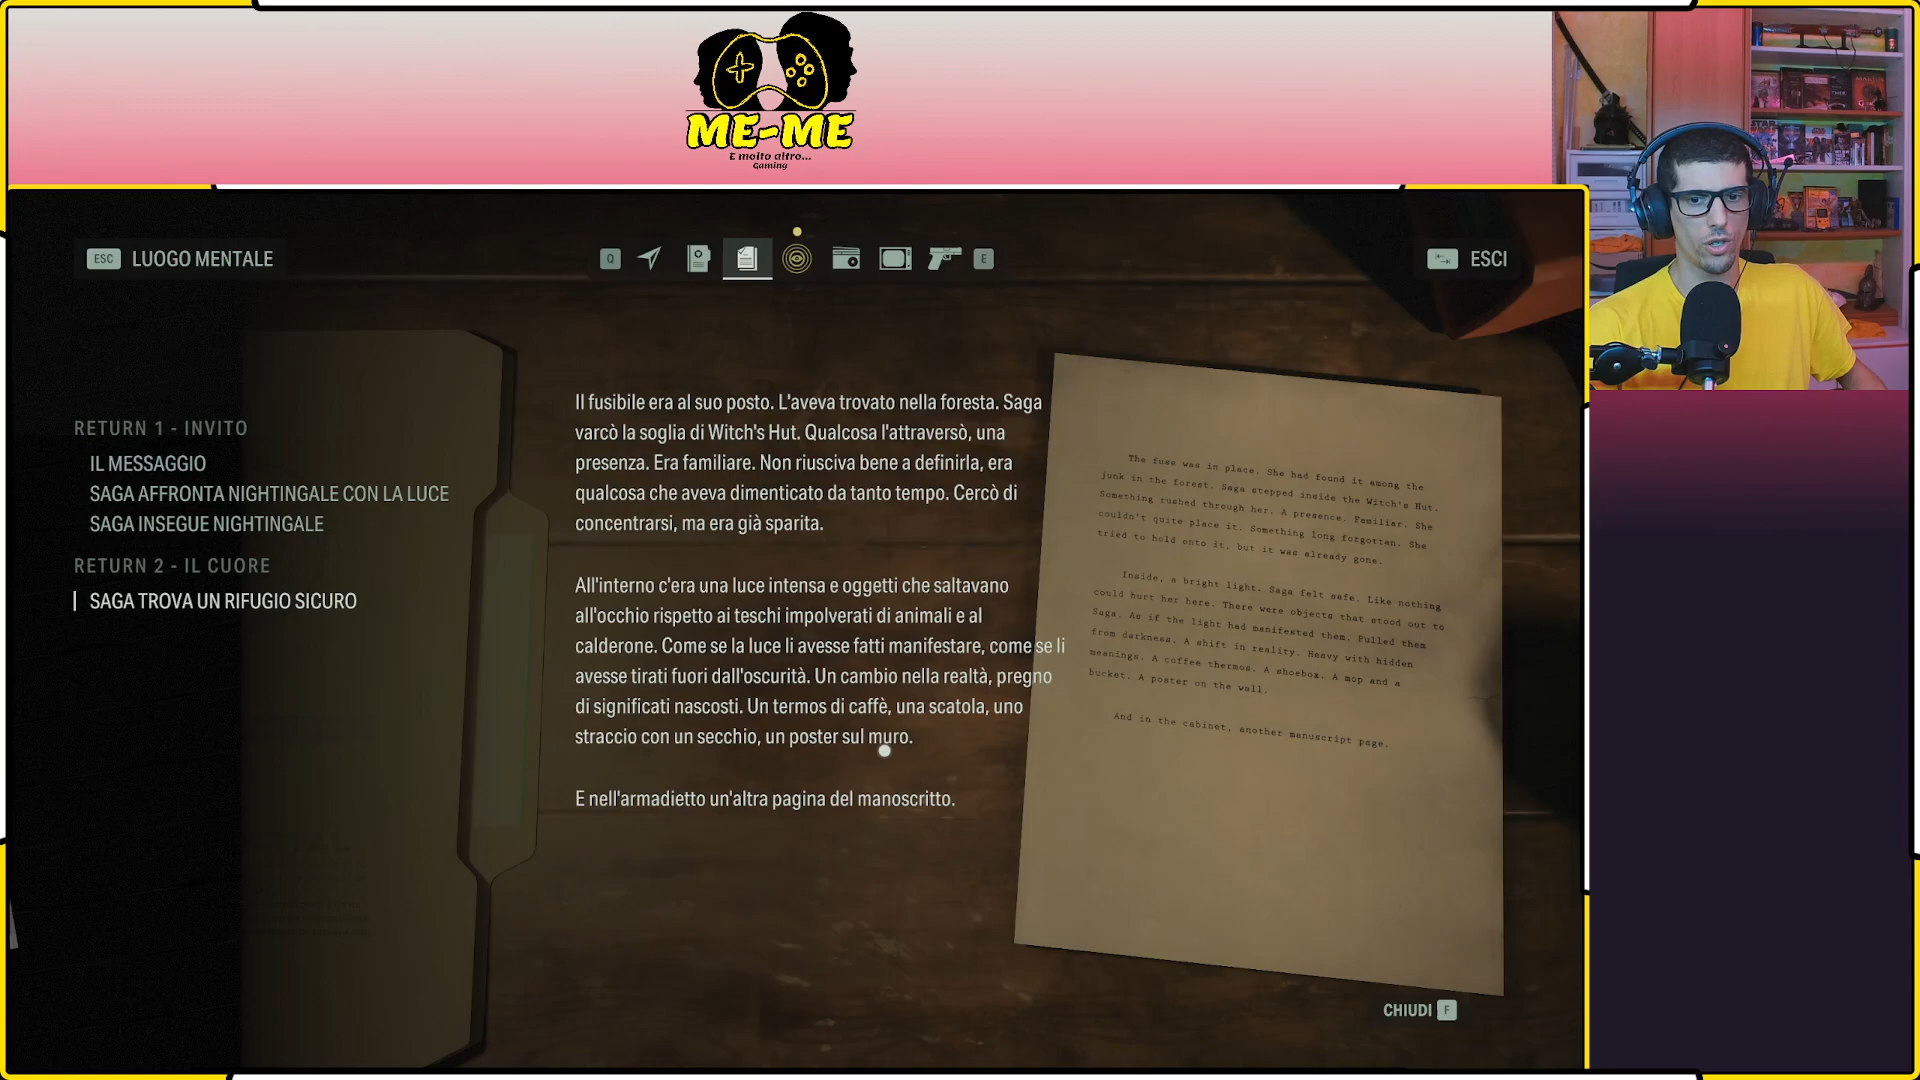 ME-ME
E molto altro...
Gaming
ESC LUOGO MENTALE
Q
E
ESCI
RETURN 1 - INVITO
IL MESSAGGIO
SAGA AFFRONTA NIGHTINGALE CON LA LUCE
SAGA INSEGUE NIGHTINGALE
RETURN 2 - IL CUORE
SAGA TROVA UN RIFUGIO SICURO
Il fusibile era al suo posto. L'aveva trovato nella foresta. Saga
varcò la soglia di Witch's Hut. Qualcosa l'attraversò, una
presenza. Era familiare. Non riusciva bene a definirla, era
qualcosa che aveva dimenticato da tanto tempo. Cercò di
concentrarsi, ma era già sparita.
All'interno c'era una luce intensa e oggetti che saltavano
all'occhio rispetto ai teschi impolverati di animali e al
calderone. Come se la luce li avesse fatti manifestare, come se li
avesse tirati fuori dall'oscurità. Un cambio nella realtà, pregno
di significati nascosti. Un termos di caffè, una scatola, uno
straccio con un secchio, un poster sul muro.
E nell'armadietto un'altra pagina del manoscritto.
The fuse was in place. She had found it among the
junk in the forest. Saga stepped inside the Witch's Hut.
Something rushed through her. A presence. Familiar. She
couldn't quite place it. Something long forgotten. She
tried to hold onto it, but it was already gone.
Inside, a bright light. Saga felt safe. Like nothing
could hurt her here. There were objects that stood out to
Saga. As if the light had manifested them. Pulled them
from darkness. A shift in reality. Heavy with hidden
meanings. A coffee thermos. A shoebox. A mop and a
bucket. A poster on the wall.
And in the cabinet, another manuscript page.
CHIUDI F